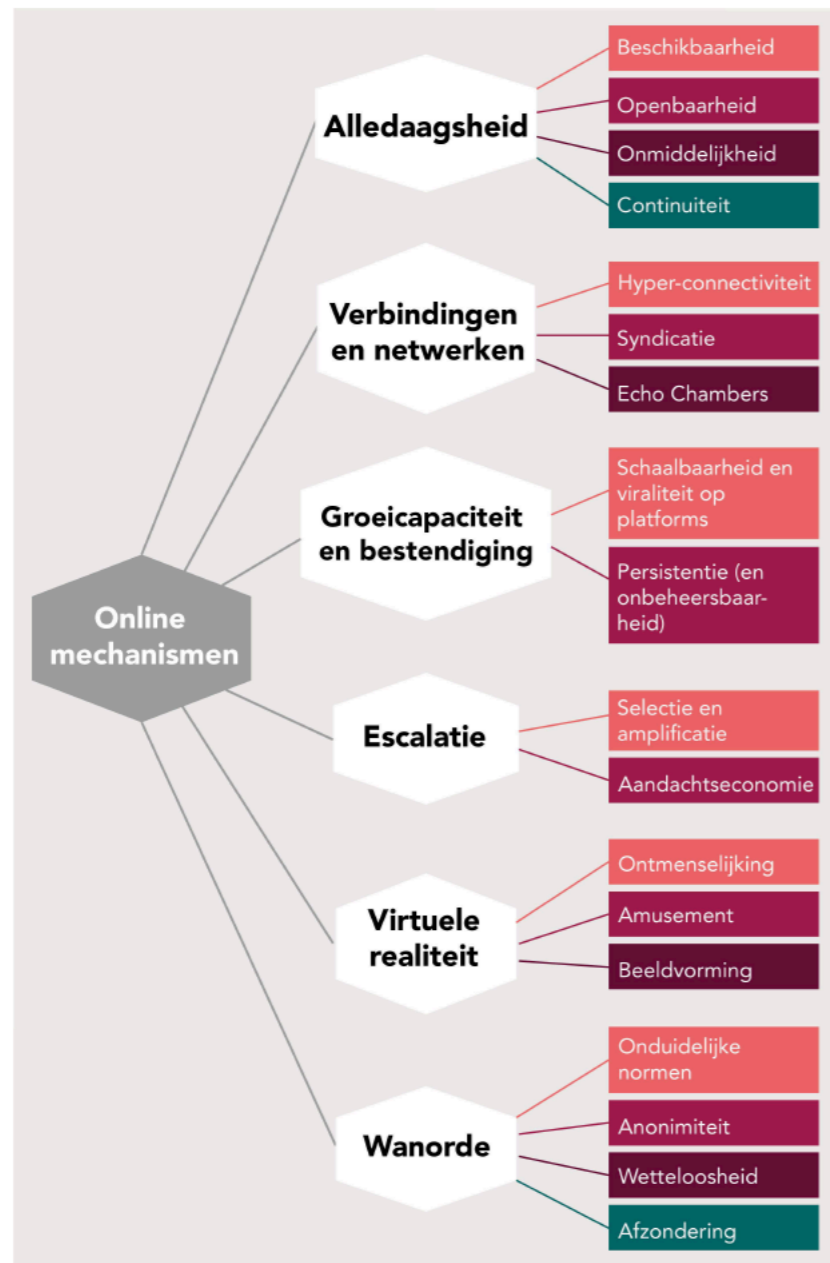 Online
mechanismen
Alledaagsheid
Beschikbaarheid
Openbaarheid
Onmiddelijkheid
Continuiteit
Verbindingen
en netwerken
Hyper-connectiviteit
Syndicatie
Echo Chambers
Groeicapaciteit
en bestendiging
Schaalbaarheid en
viraliteit op
platforms
Persistentie (en
onbeheersbaar-
heid)
Escalatie
Selectie en
amplificatie
Aandachtseconomie
Virtuele
realiteit
Ontmenselijking
Amusement
Beeldvorming
Wanorde
Onduidelijke
normen
Anonimiteit
Wetteloosheid
Afzondering